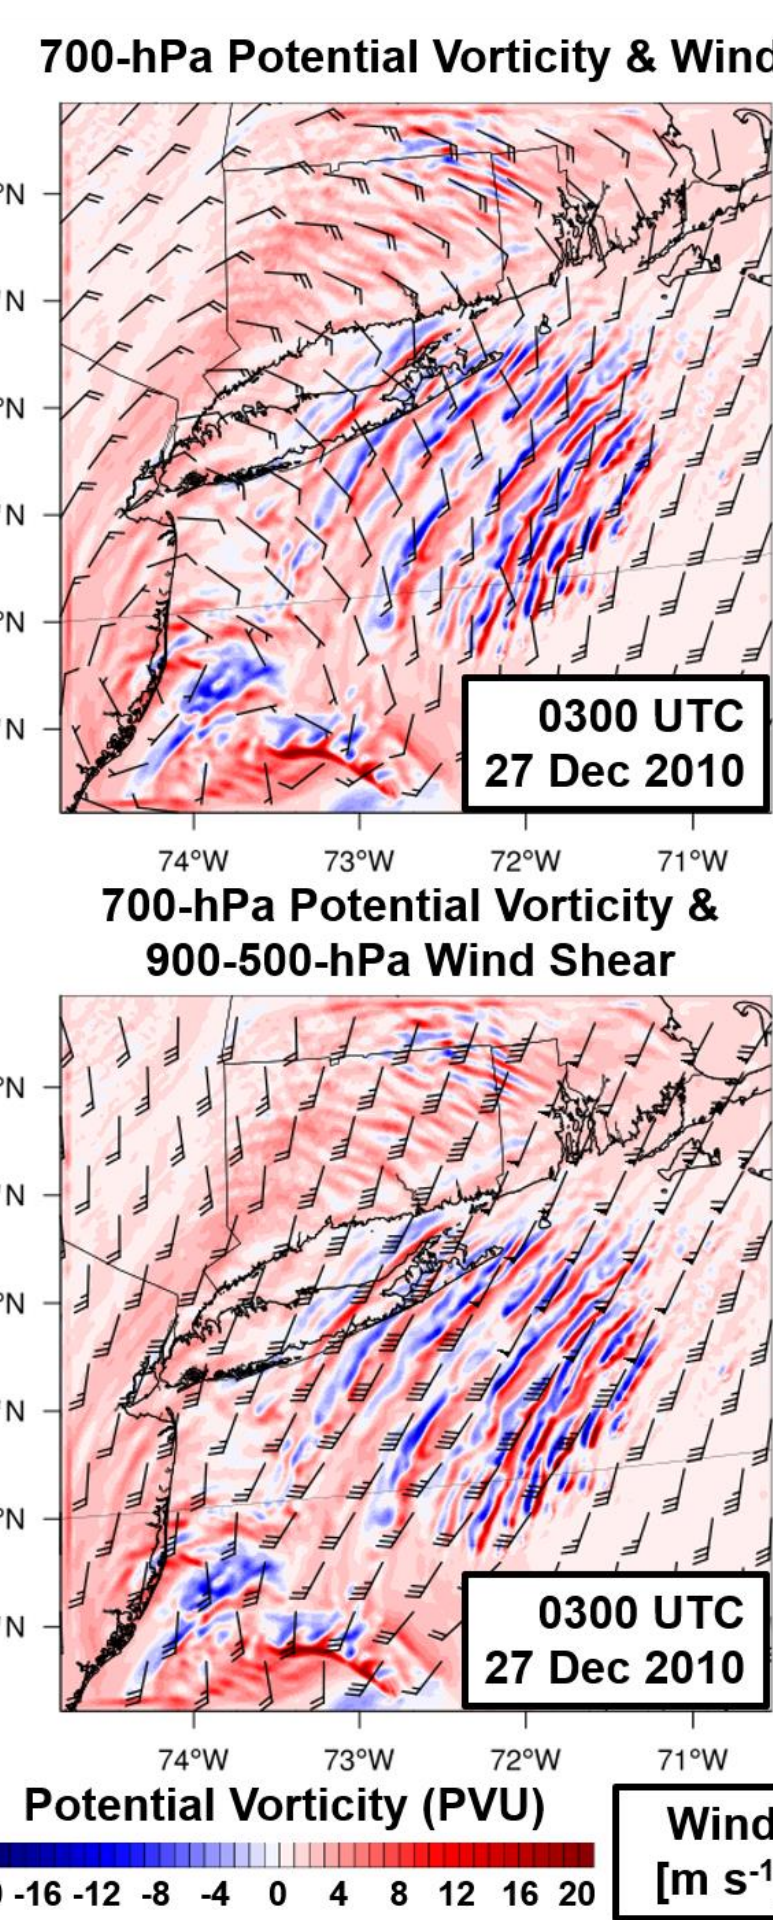 700-hPa Potential Vorticity & Wind
°N
'N
°N
'N
°N
'N
0300 UTC
27 Dec 2010
74°W 73°W 72°W 71°W
700-hPa Potential Vorticity &
900-500-hPa Wind Shear
°N
'N
°N
'N
°N
'N
0300 UTC
27 Dec 2010
74°W 73°W 72°W 71°W
Potential Vorticity (PVU)
-16 -12 -8 -4 0 4 8 12 16 20
Wind
[m s-1